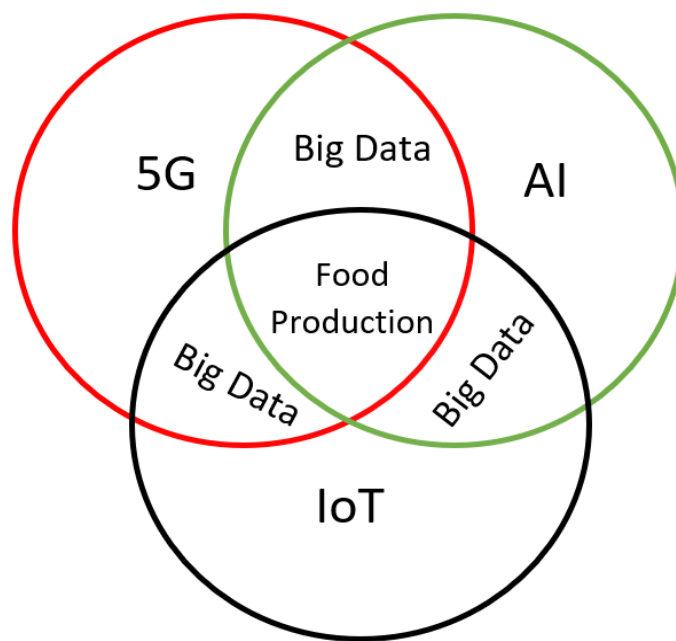 Big Data
5G
AI
Food
Production
Big Data
Big Data
IoT